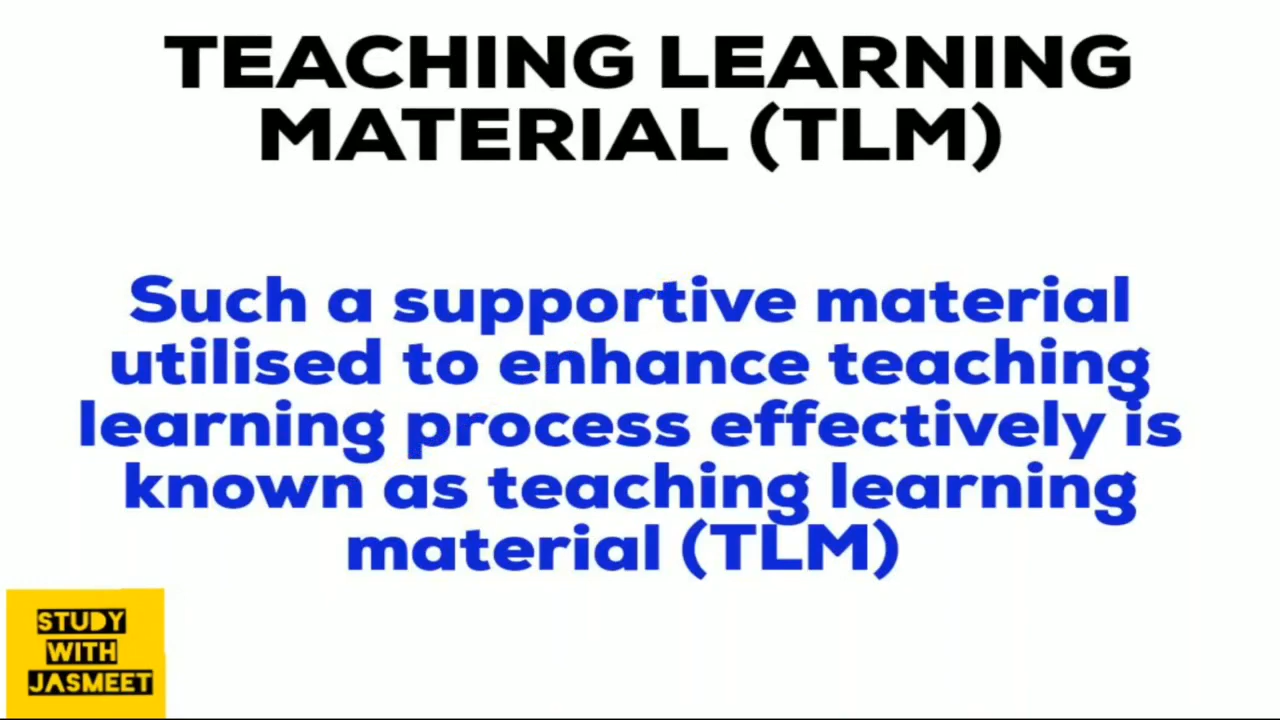 TEACHING LEARNING
MATERIAL (TLM)
Such a supportive material
utilised to enhance teaching
learning process effectively is
known as teaching learning
material (TLM)
STUDY
WITH
JASMEET